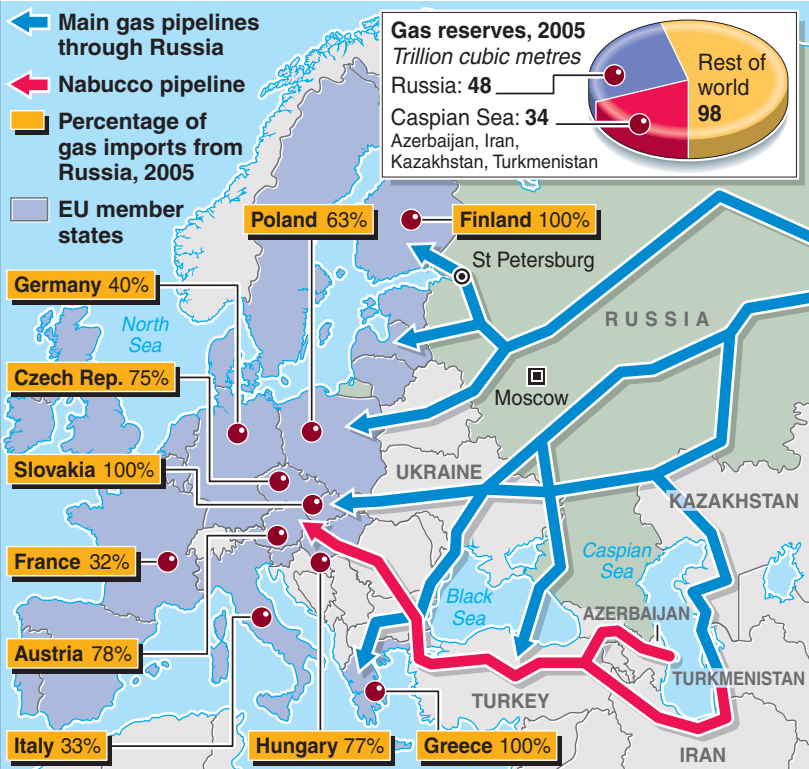 Main gas pipelines
through Russia
Nabucco pipeline
Percentage of
gas imports from
Russia, 2005
EU member
states
Gas reserves, 2005
Trillion cubic metres
Russia: 48
Caspian Sea: 34
Azerbaijan, Iran,
Kazakhstan, Turkmenistan
Rest of
world
98
Poland 63%
Finland 100%
St Petersburg
Germany 40%
North
Sea
RUSSIA
Czech Rep. 75%
Moscow
Slovakia 100%
UKRAINE
KAZAKHSTAN
France 32%
Caspian
Sea
Black
Sea
AZERBAIJAN
Austria 78%
TURKMENISTAN
TURKEY
Italy 33%
Hungary 77%
Greece 100%
IRAN